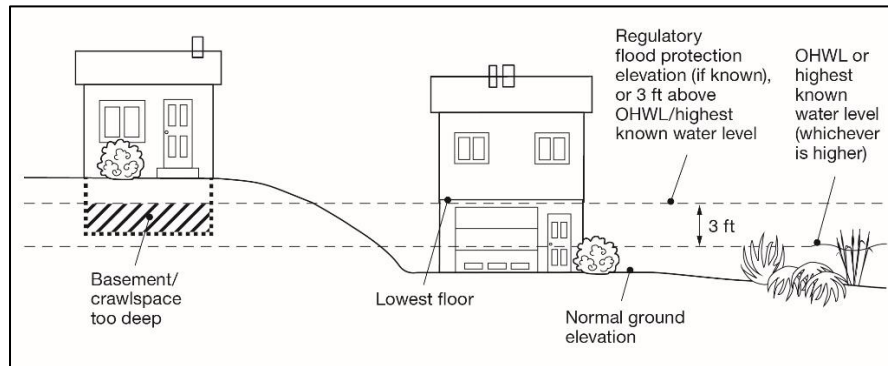 Regulatory
flood protection
elevation (if known),
or 3 ft above
OHWL/highest
known water level
OHWL or
highest
known
water level
(whichever
is higher)
3 ft
Basement/
crawlspace
too deep
Lowest floor
Normal ground
elevation